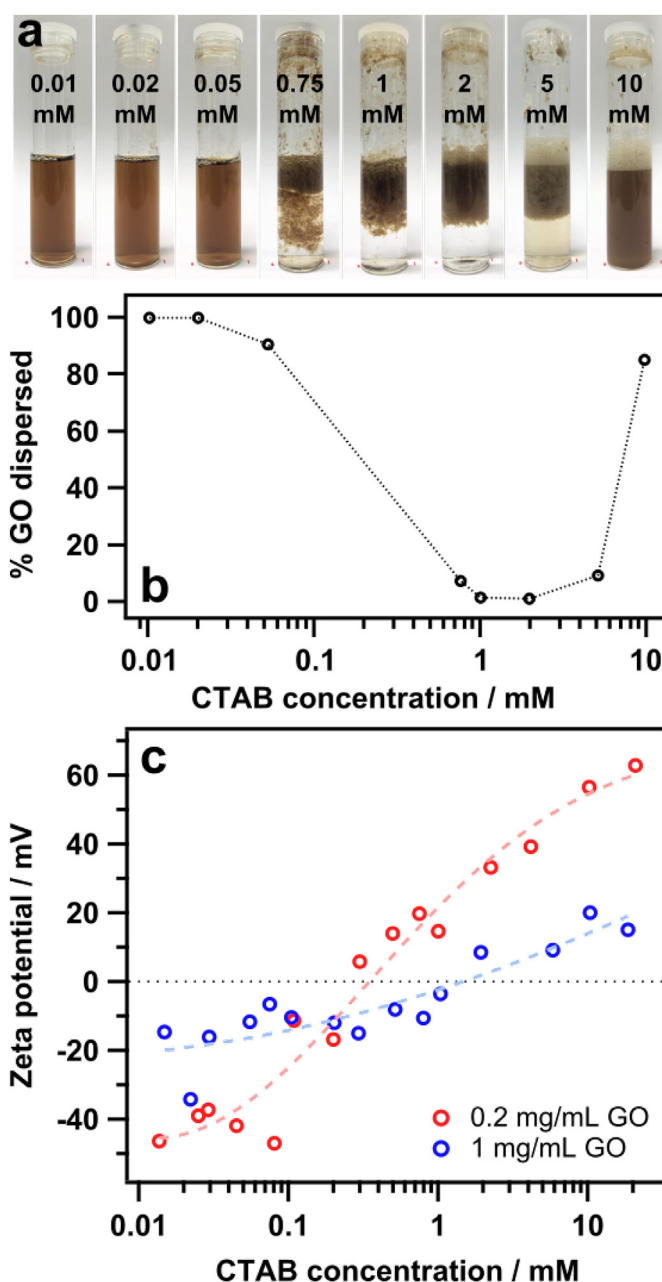 a
0.01 mM
0.02 mM
0.05 mM
0.75 mM
1 mM
2 mM
5 mM
10 mM
% GO dispersed
100
80
60
40
20
0
b
0.01
0.1
1
10
CTAB concentration / mM
c
Zeta potential / mV
60
40
20
0
-20
-40
0.2 mg/mL GO
1 mg/mL GO
0.01
0.1
1
10
CTAB concentration / mM